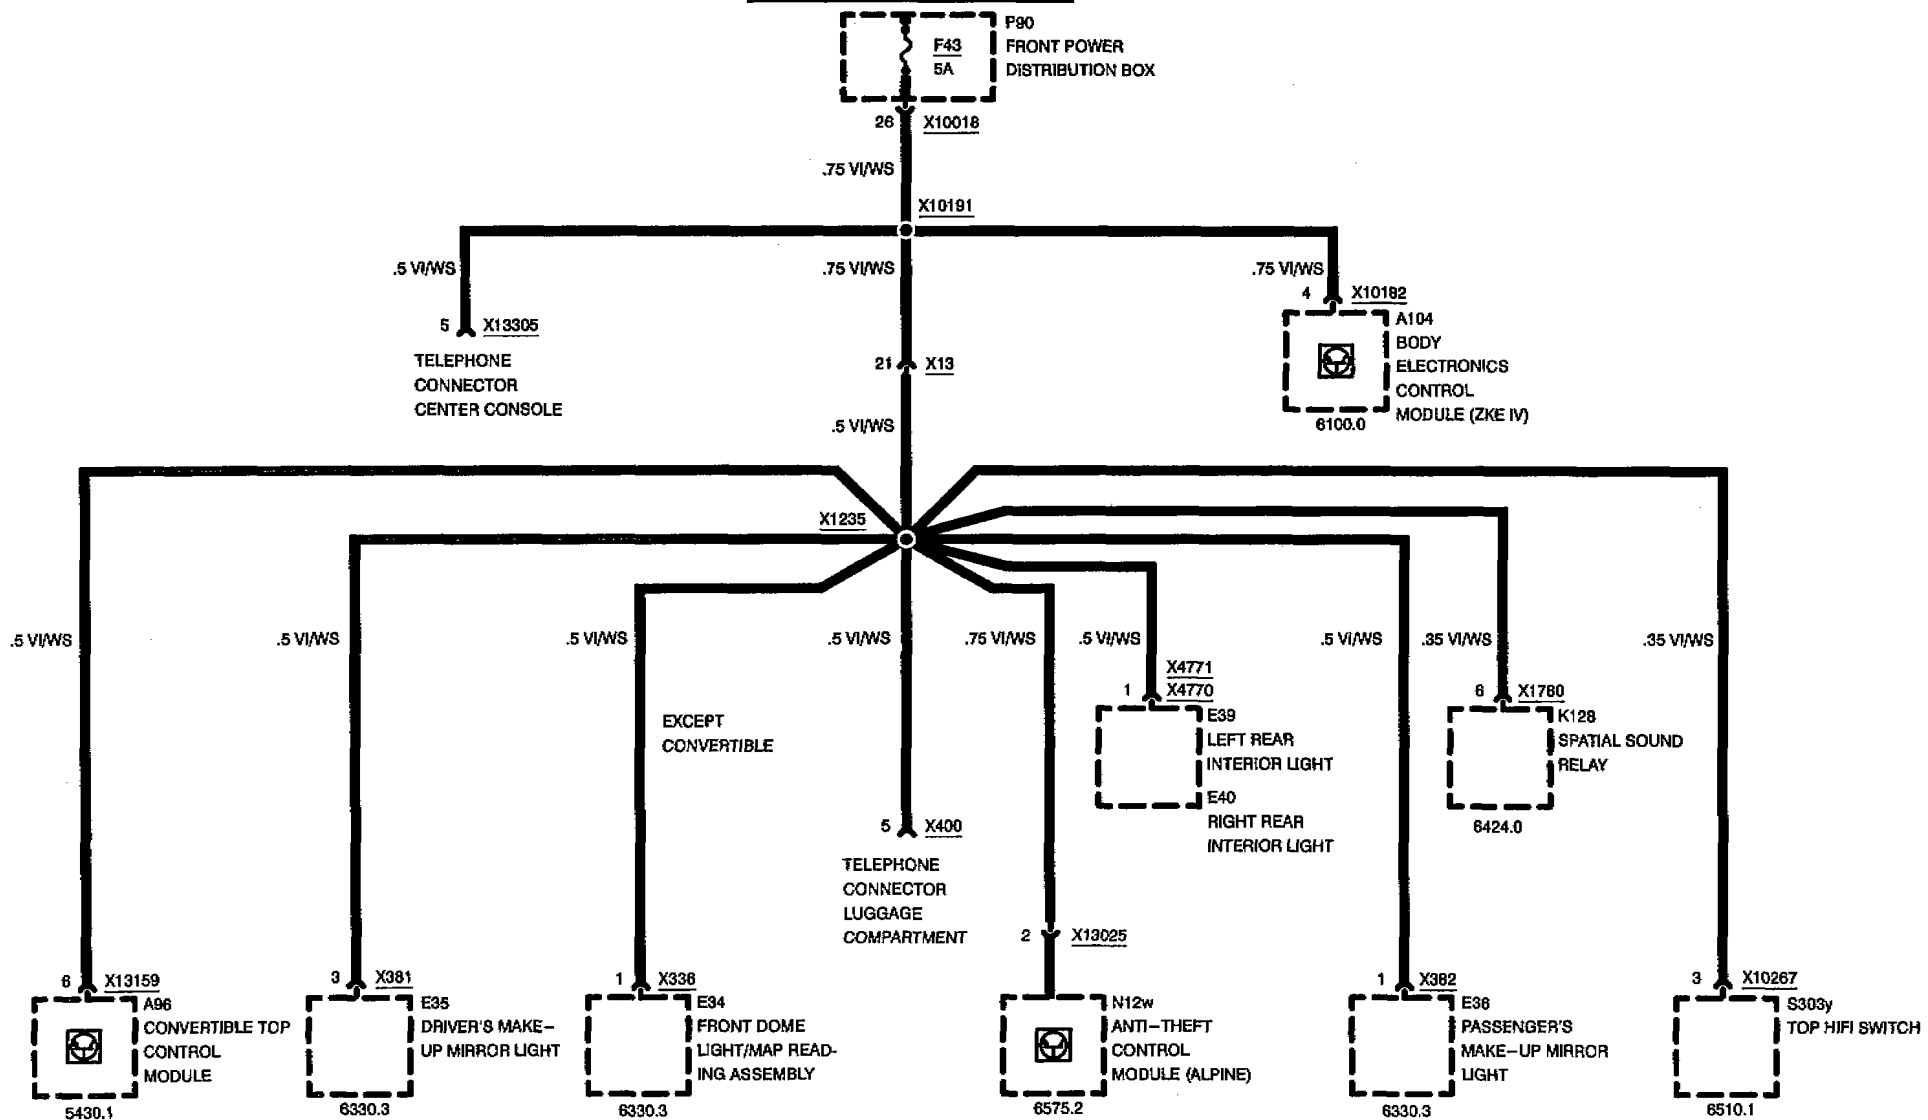 P90
FRONT POWER
DISTRIBUTION BOX
F43
5A
26 X10018
.75 VI/WS
X10191
.5 VI/WS
.75 VI/WS
.75 VI/WS
5 X13305
TELEPHONE
CONNECTOR
CENTER CONSOLE
4 X10182
A104
BODY
ELECTRONICS
CONTROL
MODULE (ZKE IV)
6100.0
21 X13
.5 VI/WS
X1235
.5 VI/WS
.5 VI/WS
.5 VI/WS
.5 VI/WS
.75 VI/WS
.5 VI/WS
.5 VI/WS
.35 VI/WS
.35 VI/WS
EXCEPT
CONVERTIBLE
X4771
1 X4770
E39
LEFT REAR
INTERIOR LIGHT
E40
RIGHT REAR
INTERIOR LIGHT
6 X1780
K128
SPATIAL SOUND
RELAY
6424.0
5 X400
TELEPHONE
CONNECTOR
LUGGAGE
COMPARTMENT
2 X13025
6 X13159
A96
CONVERTIBLE TOP
CONTROL
MODULE
5430.1
3 X381
E35
DRIVER'S MAKE-
UP MIRROR LIGHT
6330.3
1 X336
E34
FRONT DOME
LIGHT/MAP READ-
ING ASSEMBLY
6330.3
N12w
ANTI-THEFT
CONTROL
MODULE (ALPINE)
6575.2
1 X382
E36
PASSENGER'S
MAKE-UP MIRROR
LIGHT
6330.3
3 X10267
S303y
TOP HIFI SWITCH
6510.1